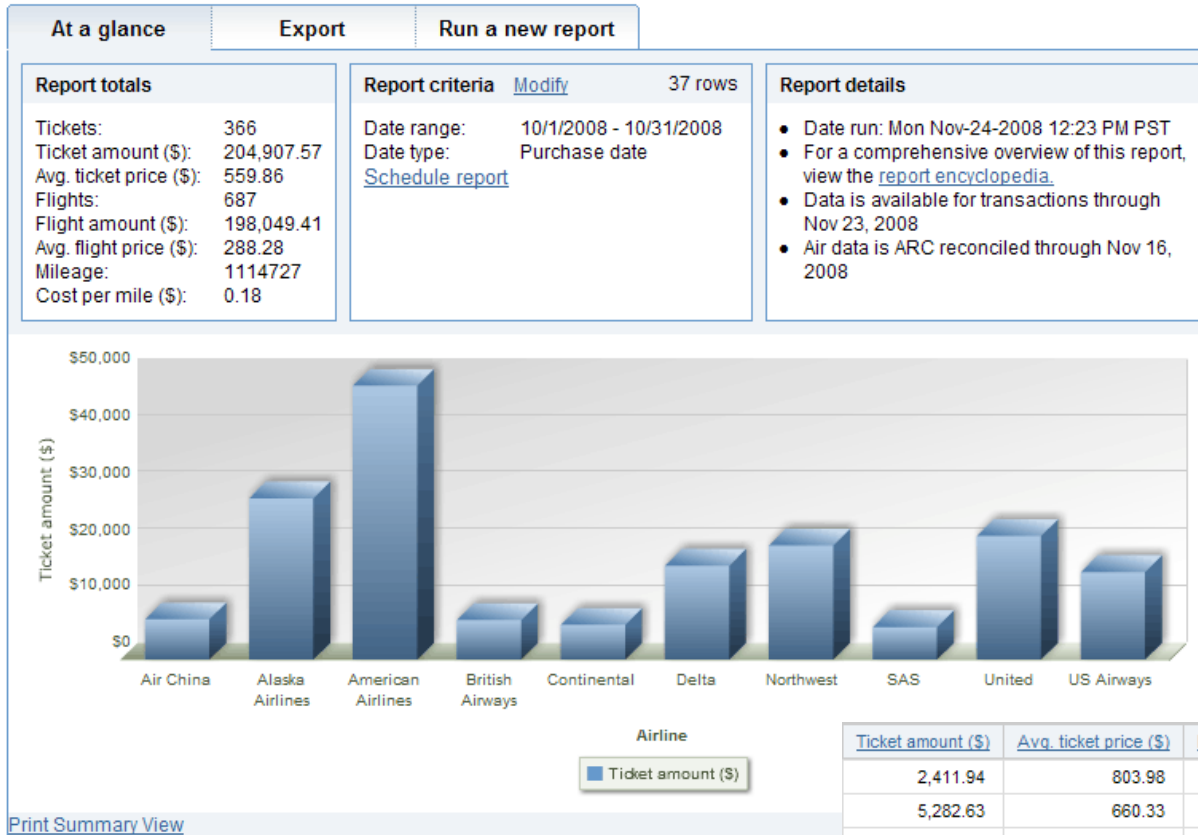 At a glance
Export
Run a new report
Report totals
Tickets: 366
Ticket amount ($): 204,907.57
Avg. ticket price ($): 559.86
Flights: 687
Flight amount ($): 198,049.41
Avg. flight price ($): 288.28
Mileage: 1114727
Cost per mile ($): 0.18
Report criteria Modify 37 rows
Date range: 10/1/2008 - 10/31/2008
Date type: Purchase date
Schedule report
Report details
● Date run: Mon Nov-24-2008 12:23 PM PST
● For a comprehensive overview of this report,
view the report encyclopedia.
● Data is available for transactions through
Nov 23, 2008
● Air data is ARC reconciled through Nov 16,
2008
Ticket amount ($)
$50,000
$40,000
$30,000
$20,000
$10,000
$0
Air China
Alaska
Airlines
American
Airlines
British
Airways
Continental
Delta
Northwest
SAS
United
US Airways
Airline
Ticket amount ($)
Ticket amount ($) Avg. ticket price ($)
2,411.94 803.98
5,282.63 660.33
Print Summary View